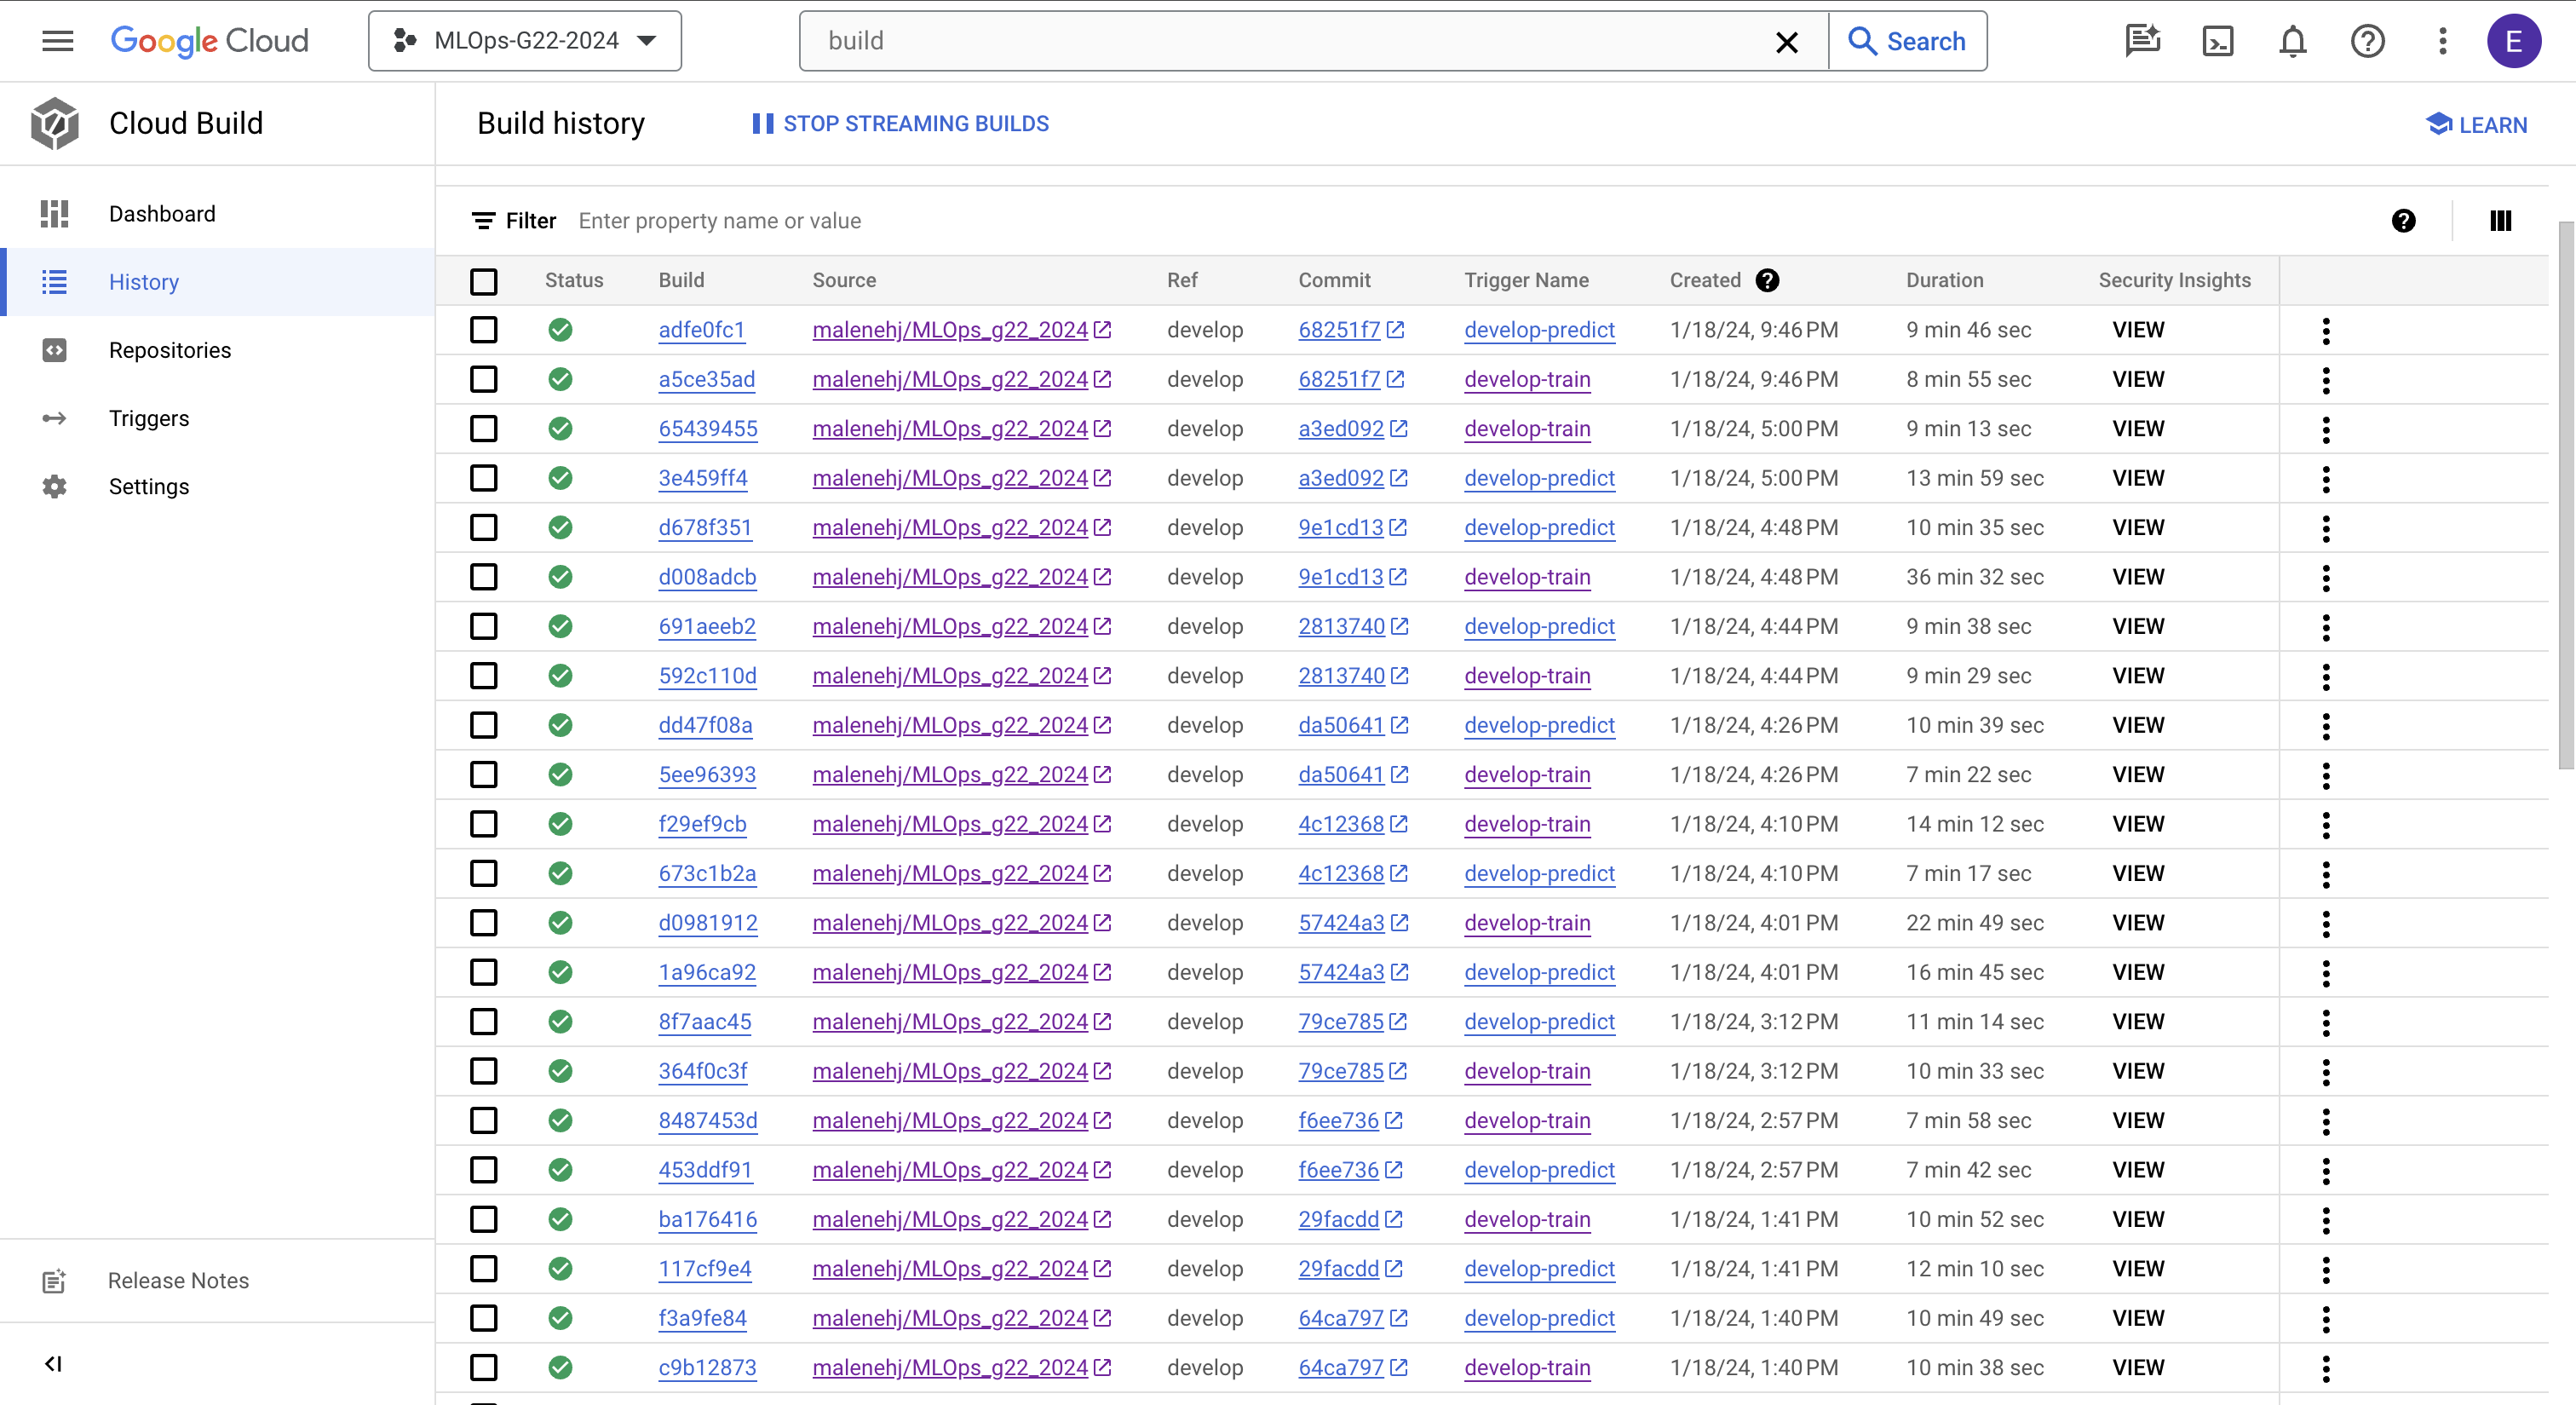 Google Cloud MLOps-G22-2024 build Search E
Cloud Build Build history STOP STREAMING BUILDS LEARN
Dashboard
History
Repositories
Triggers
Settings
Release Notes
Filter Enter property name or value
Status Build Source Ref Commit Trigger Name Created Duration Security Insights
adfe0fc1 malenehj/MLOps_g22_2024 develop 68251f7 develop-predict 1/18/24, 9:46 PM 9 min 46 sec VIEW
a5ce35ad malenehj/MLOps_g22_2024 develop 68251f7 develop-train 1/18/24, 9:46 PM 8 min 55 sec VIEW
65439455 malenehj/MLOps_g22_2024 develop a3ed092 develop-train 1/18/24, 5:00 PM 9 min 13 sec VIEW
3e459ff4 malenehj/MLOps_g22_2024 develop a3ed092 develop-predict 1/18/24, 5:00 PM 13 min 59 sec VIEW
d678f351 malenehj/MLOps_g22_2024 develop 9e1cd13 develop-predict 1/18/24, 4:48 PM 10 min 35 sec VIEW
d008adcb malenehj/MLOps_g22_2024 develop 9e1cd13 develop-train 1/18/24, 4:48 PM 36 min 32 sec VIEW
691aeeb2 malenehj/MLOps_g22_2024 develop 2813740 develop-predict 1/18/24, 4:44 PM 9 min 38 sec VIEW
592c110d malenehj/MLOps_g22_2024 develop 2813740 develop-train 1/18/24, 4:44 PM 9 min 29 sec VIEW
dd47f08a malenehj/MLOps_g22_2024 develop da50641 develop-predict 1/18/24, 4:26 PM 10 min 39 sec VIEW
5ee96393 malenehj/MLOps_g22_2024 develop da50641 develop-train 1/18/24, 4:26 PM 7 min 22 sec VIEW
f29ef9cb malenehj/MLOps_g22_2024 develop 4c12368 develop-train 1/18/24, 4:10 PM 14 min 12 sec VIEW
673c1b2a malenehj/MLOps_g22_2024 develop 4c12368 develop-predict 1/18/24, 4:10 PM 7 min 17 sec VIEW
d0981912 malenehj/MLOps_g22_2024 develop 57424a3 develop-train 1/18/24, 4:01 PM 22 min 49 sec VIEW
1a96ca92 malenehj/MLOps_g22_2024 develop 57424a3 develop-predict 1/18/24, 4:01 PM 16 min 45 sec VIEW
8f7aac45 malenehj/MLOps_g22_2024 develop 79ce785 develop-predict 1/18/24, 3:12 PM 11 min 14 sec VIEW
364f0c3f malenehj/MLOps_g22_2024 develop 79ce785 develop-train 1/18/24, 3:12 PM 10 min 33 sec VIEW
8487453d malenehj/MLOps_g22_2024 develop f6ee736 develop-train 1/18/24, 2:57 PM 7 min 58 sec VIEW
453ddf91 malenehj/MLOps_g22_2024 develop f6ee736 develop-predict 1/18/24, 2:57 PM 7 min 42 sec VIEW
ba176416 malenehj/MLOps_g22_2024 develop 29facdd develop-train 1/18/24, 1:41 PM 10 min 52 sec VIEW
117cf9e4 malenehj/MLOps_g22_2024 develop 29facdd develop-predict 1/18/24, 1:41 PM 12 min 10 sec VIEW
f3a9fe84 malenehj/MLOps_g22_2024 develop 64ca797 develop-predict 1/18/24, 1:40 PM 10 min 49 sec VIEW
c9b12873 malenehj/MLOps_g22_2024 develop 64ca797 develop-train 1/18/24, 1:40 PM 10 min 38 sec VIEW